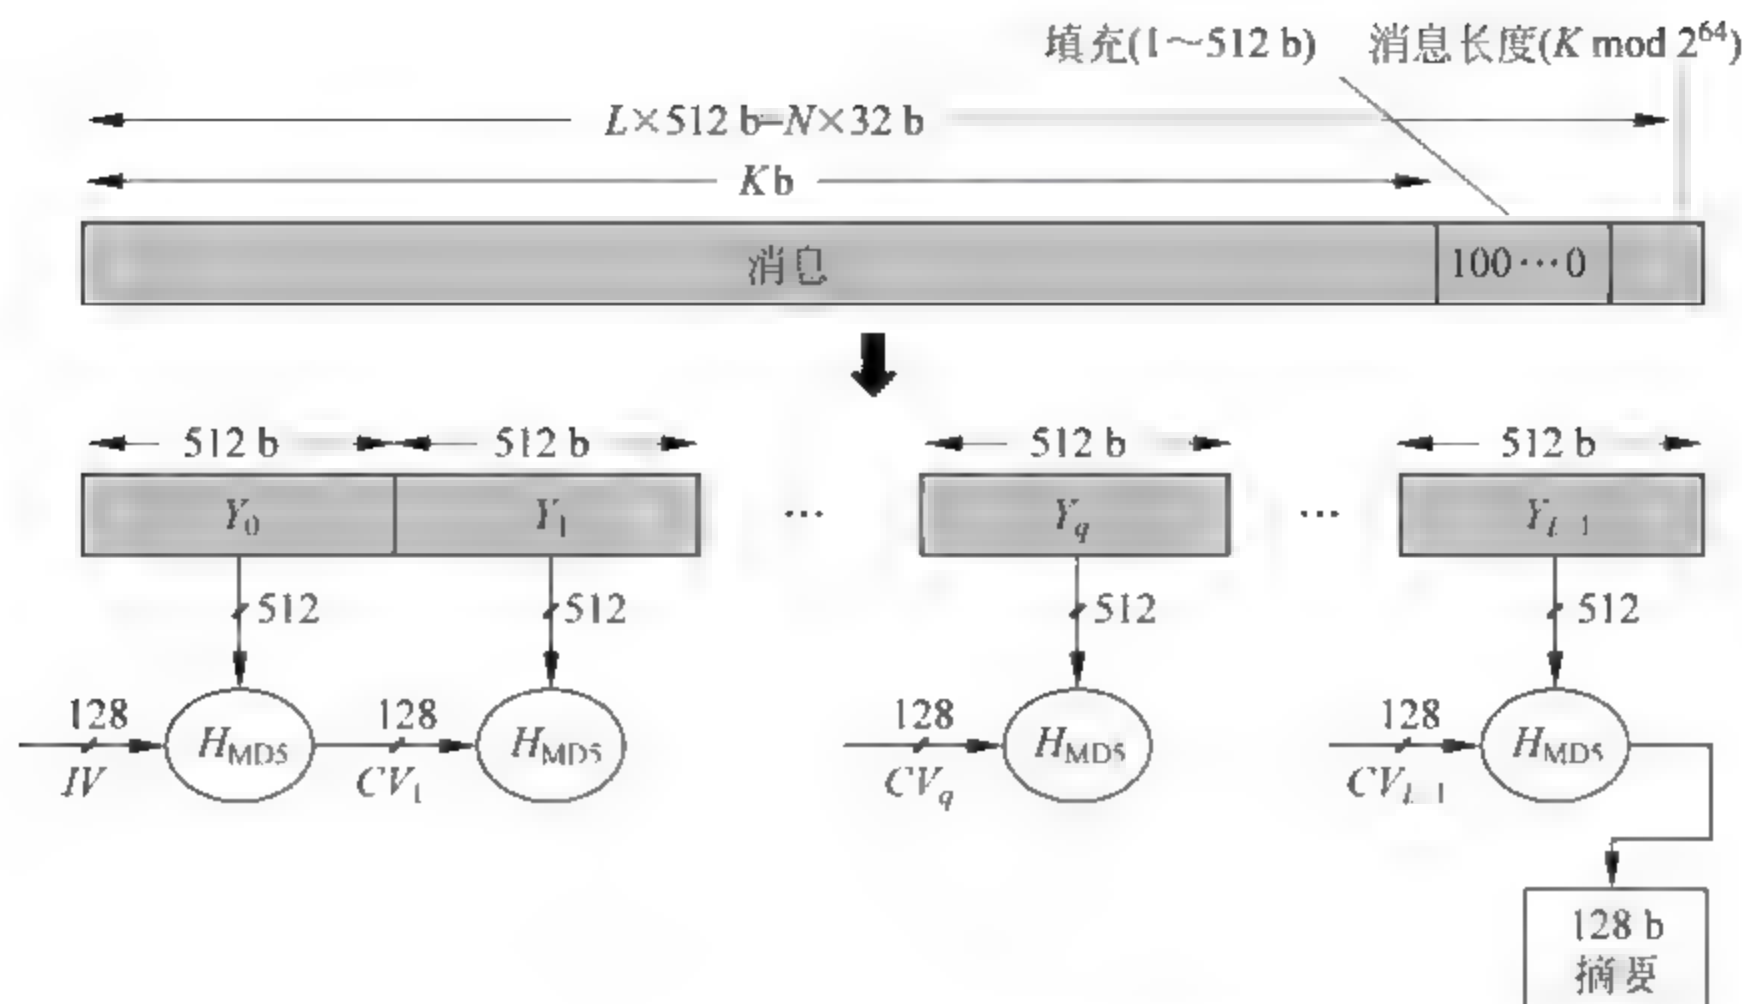 填充(1～512 b) 消息长度(K mod 2^64)
L×512 b–N×32 b
K b
消息 100…0
512 b 512 b 512 b 512 b
Y0 Y1 … Yq … YL-1
512 512 512 512
128 128 128 128
HMD5 HMD5 HMD5 HMD5
IV CV1 CVq CVL-1
128 b
摘要